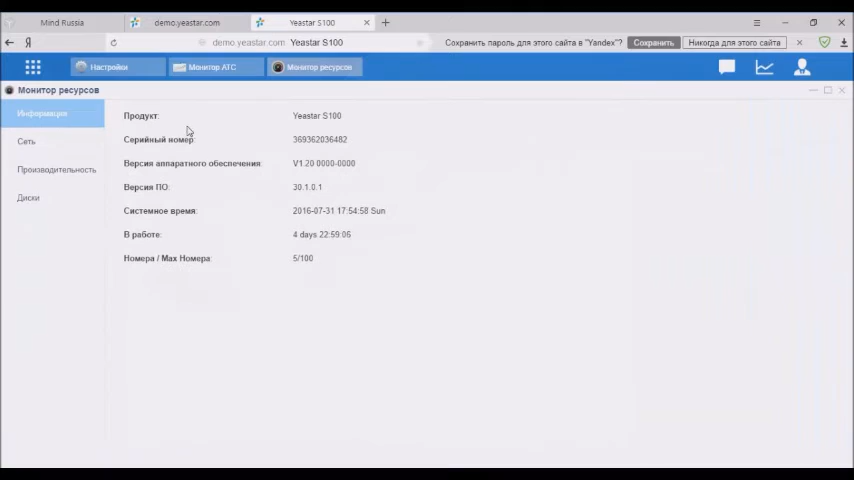 Mind Russia
demo.yeastar.com
Yeastar S100
Я
demo.yeastar.com Yeastar S100
Сохранить пароль для этого сайта в "Yandex"?
Сохранить
Никогда для этого сайта
Настройки
Монитор АТС
Монитор ресурсов
Монитор ресурсов
Информация
Сеть
Производительность
Диски
Продукт: Yeastar S100
Серийный номер: 369362036482
Версия аппаратного обеспечения: V1.20 0000-0000
Версия ПО: 30.1.0.1
Системное время: 2016-07-31 17:54:58 Sun
В работе: 4 days 22:59:06
Номера / Max Номера: 5/100